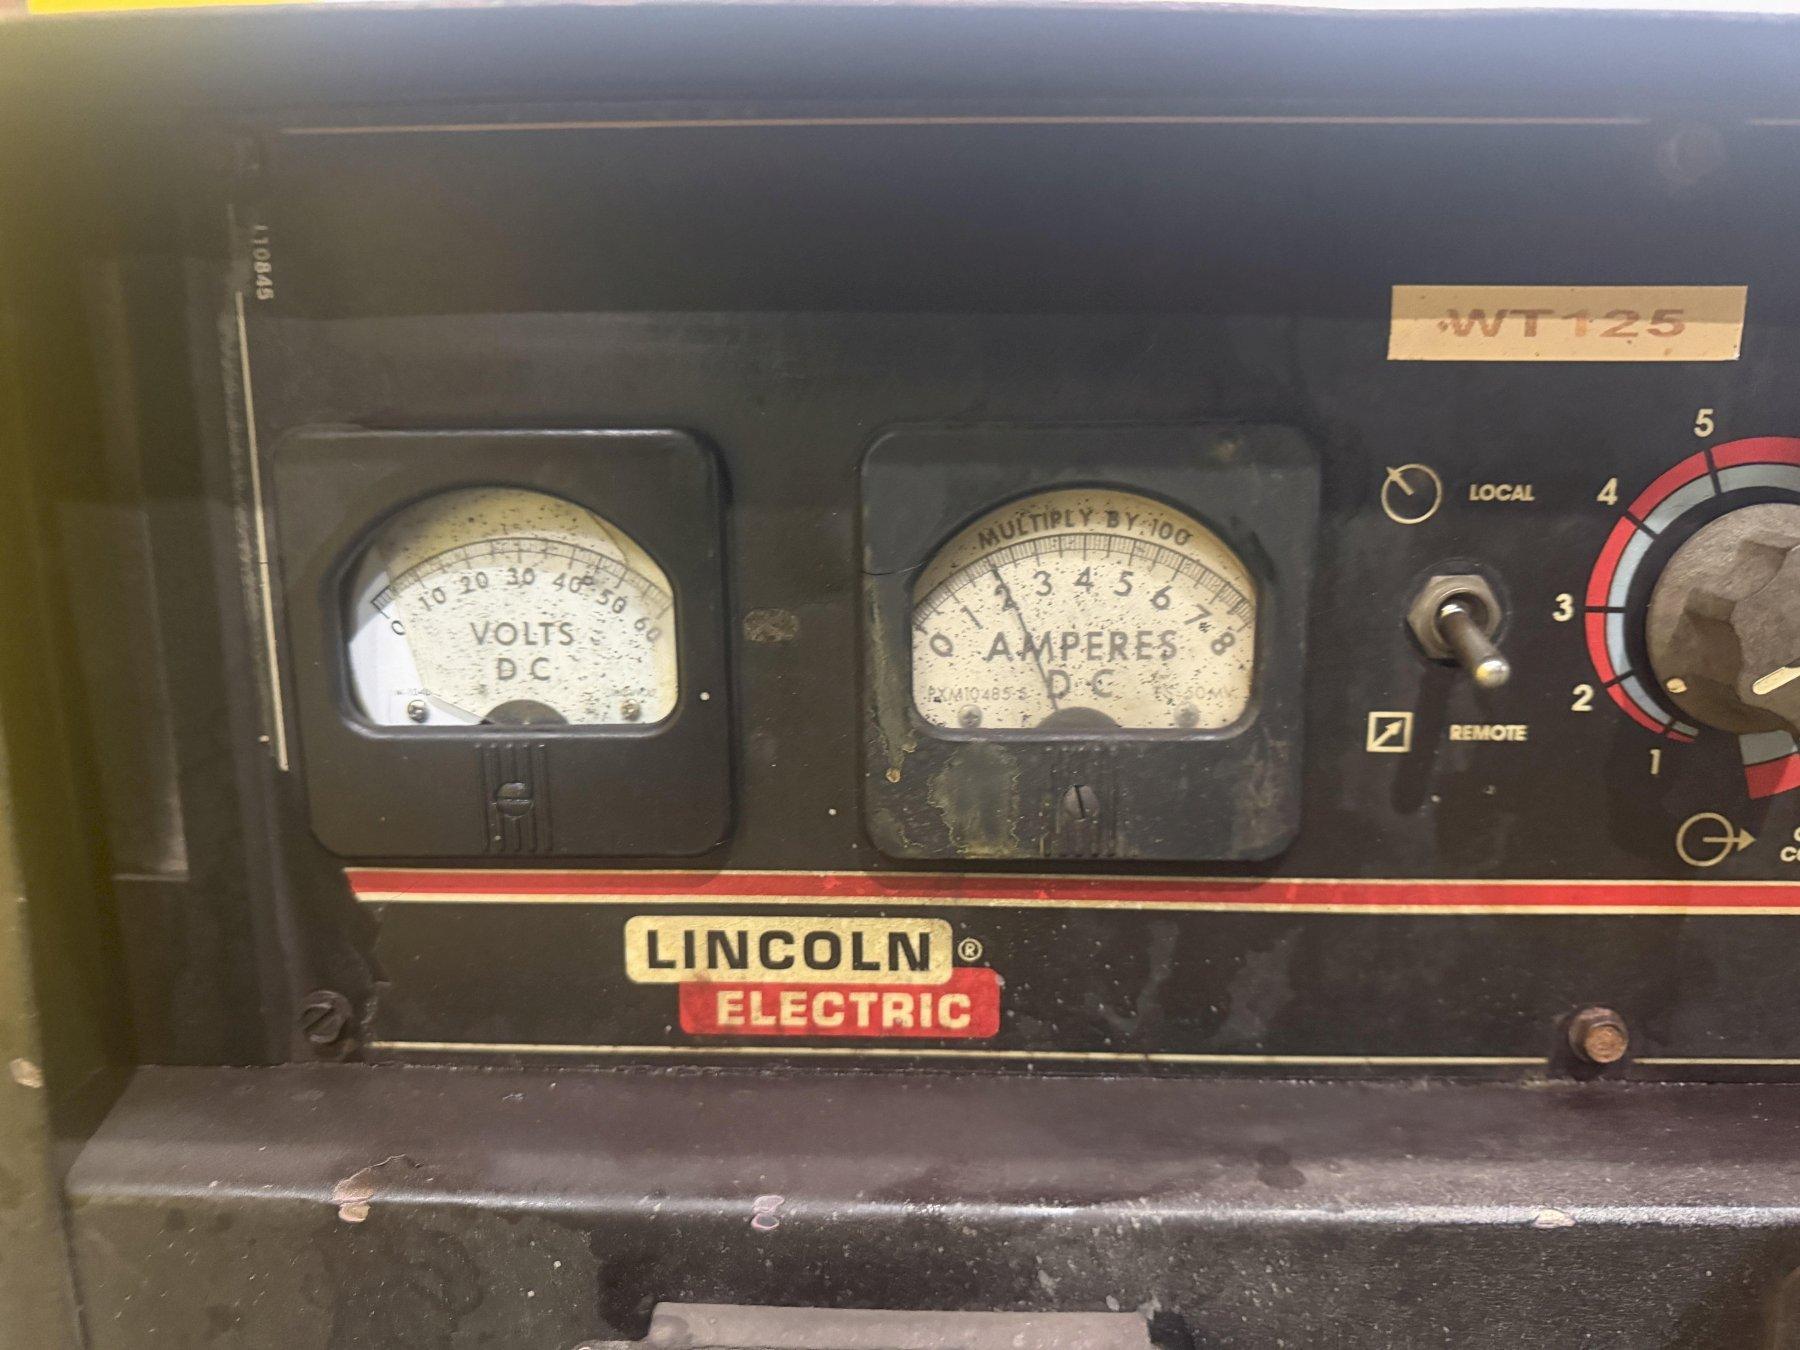 L10845
WT125
0 10 20 30 40 50 60
VOLTS
DC
MULTIPLY BY 100
0 1 2 3 4 5 6 7 8
AMPERES
DC
LOCAL
REMOTE
5
4
3
2
1
LINCOLN®
ELECTRIC